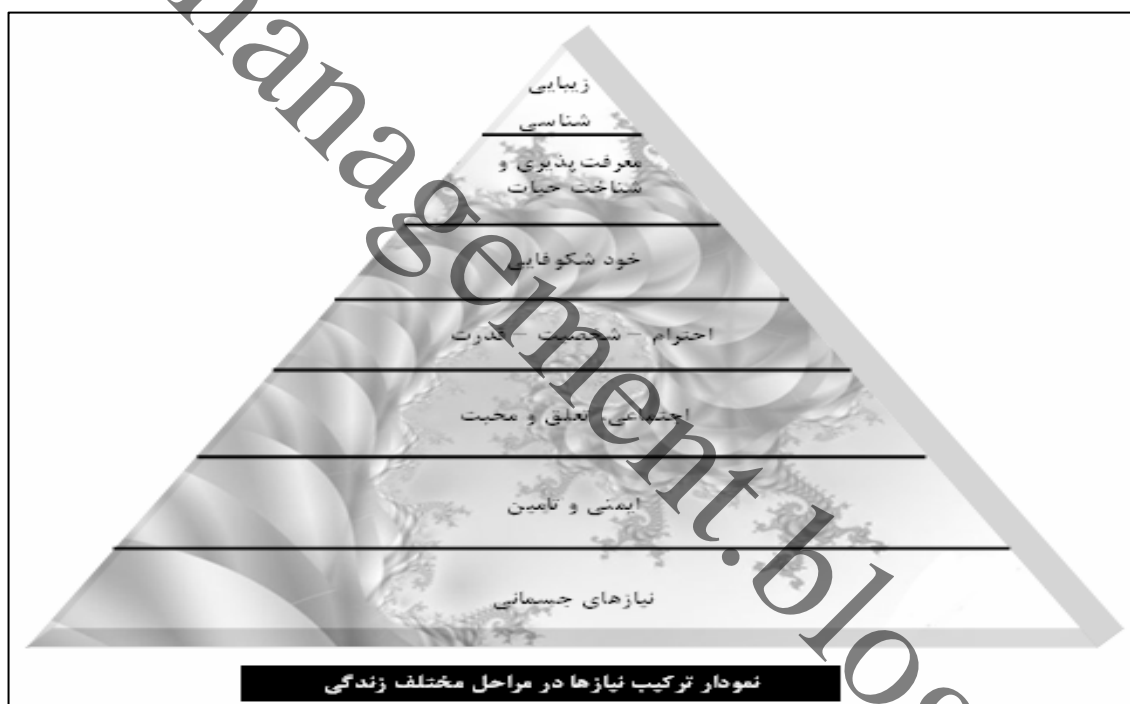 زیبایی
شناسی
معرفت پذیری و
شناخت حیات
خود شکوفایی
احترام – شخصیت – قدرت
اجتماعی، تعلق و محبت
ایمنی و تامین
نیازهای جسمانی
نمودار ترکیب نیازها در مراحل مختلف زندگی
management.blog